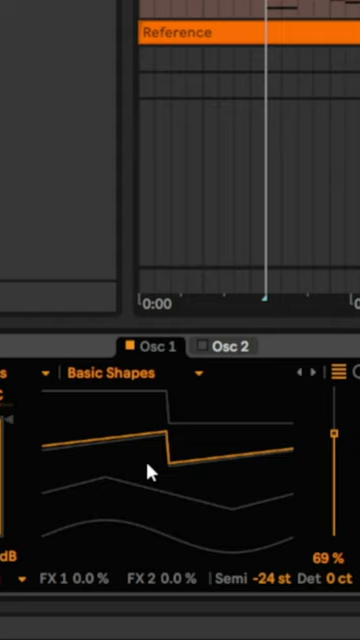 Reference
0:00
Osc 1 Osc 2
Basic Shapes
69 %
dB
FX 1 0.0 % FX 2 0.0 % Semi -24 st Det 0 ct